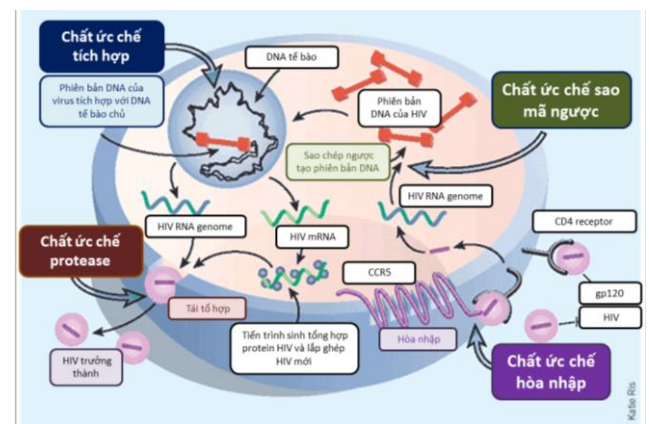 Chất ức chế
tích hợp
DNA tế bào
Phiên bản DNA của
virus tích hợp với DNA
tế bào chủ
Phiên bản
DNA của HIV
Chất ức chế sao
mã ngược
Sao chép ngược
tạo phiên bản DNA
HIV RNA genome
HIV RNA genome
HIV mRNA
CD4 receptor
Chất ức chế
protease
CCR5
gp120
Tái tổ hợp
HIV
Tiến trình sinh tổng hợp
protein HIV và lắp ghép
HIV mới
Hòa nhập
HIV trưởng
thành
Chất ức chế
hòa nhập
Katie Ris